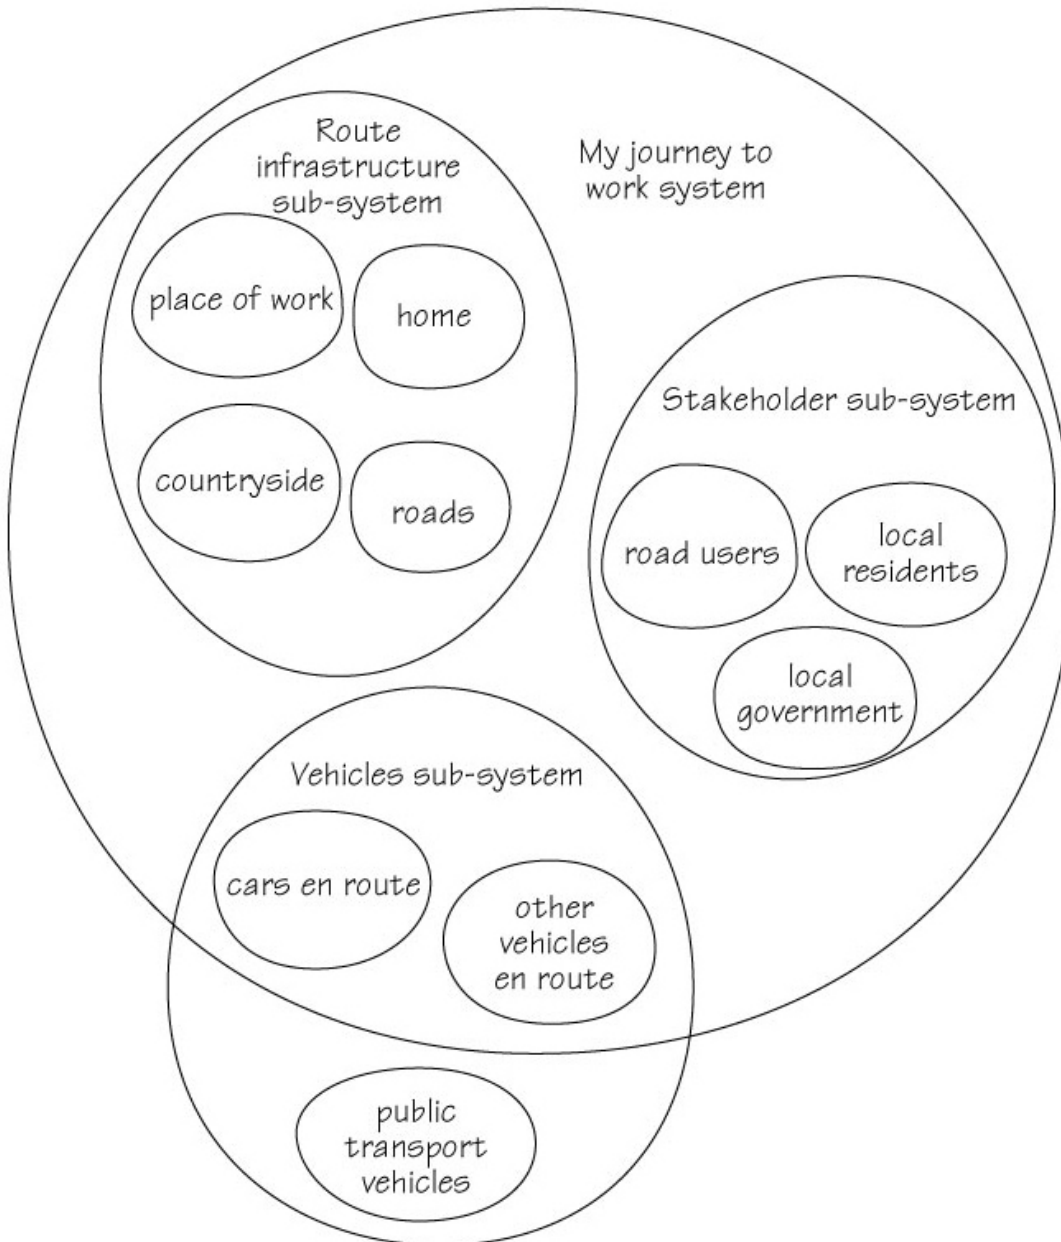 Route
infrastructure
sub-system
My journey to
work system
place of work
home
countryside
roads
Stakeholder sub-system
road users
local
residents
local
government
Vehicles sub-system
cars en route
other
vehicles
en route
public
transport
vehicles